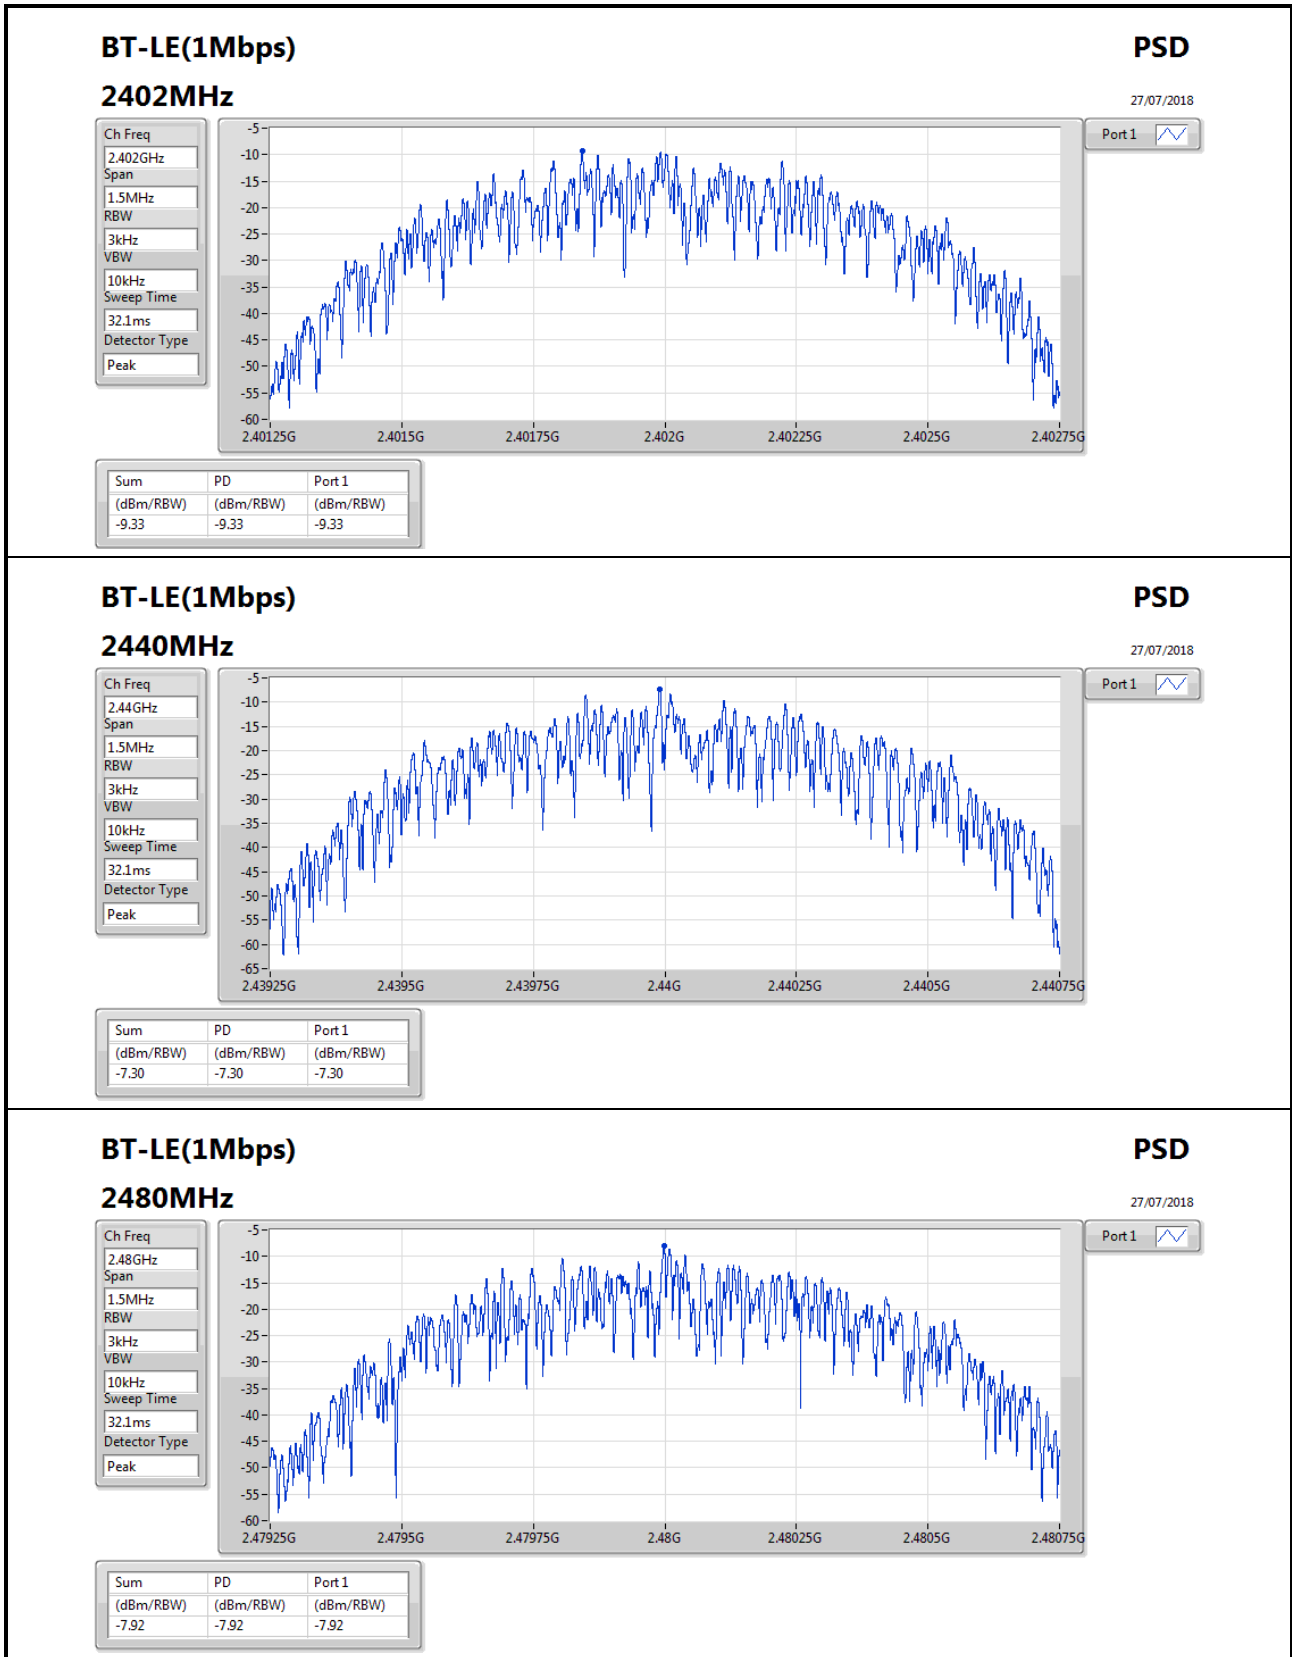 BT-LE(1Mbps) PSD
2402MHz 27/07/2018
Ch Freq
2.402GHz
Span
1.5MHz
RBW
3kHz
VBW
10kHz
Sweep Time
32.1ms
Detector Type
Peak
-5
-10
-15
-20
-25
-30
-35
-40
-45
-50
-55
-60
2.40125G 2.4015G 2.40175G 2.402G 2.40225G 2.4025G 2.40275G
Port 1
Sum PD Port 1
(dBm/RBW) (dBm/RBW) (dBm/RBW)
-9.33 -9.33 -9.33
BT-LE(1Mbps) PSD
2440MHz 27/07/2018
Ch Freq
2.44GHz
Span
1.5MHz
RBW
3kHz
VBW
10kHz
Sweep Time
32.1ms
Detector Type
Peak
-5
-10
-15
-20
-25
-30
-35
-40
-45
-50
-55
-60
-65
2.43925G 2.4395G 2.43975G 2.44G 2.44025G 2.4405G 2.44075G
Port 1
Sum PD Port 1
(dBm/RBW) (dBm/RBW) (dBm/RBW)
-7.30 -7.30 -7.30
BT-LE(1Mbps) PSD
2480MHz 27/07/2018
Ch Freq
2.48GHz
Span
1.5MHz
RBW
3kHz
VBW
10kHz
Sweep Time
32.1ms
Detector Type
Peak
-5
-10
-15
-20
-25
-30
-35
-40
-45
-50
-55
-60
2.47925G 2.4795G 2.47975G 2.48G 2.48025G 2.4805G 2.48075G
Port 1
Sum PD Port 1
(dBm/RBW) (dBm/RBW) (dBm/RBW)
-7.92 -7.92 -7.92